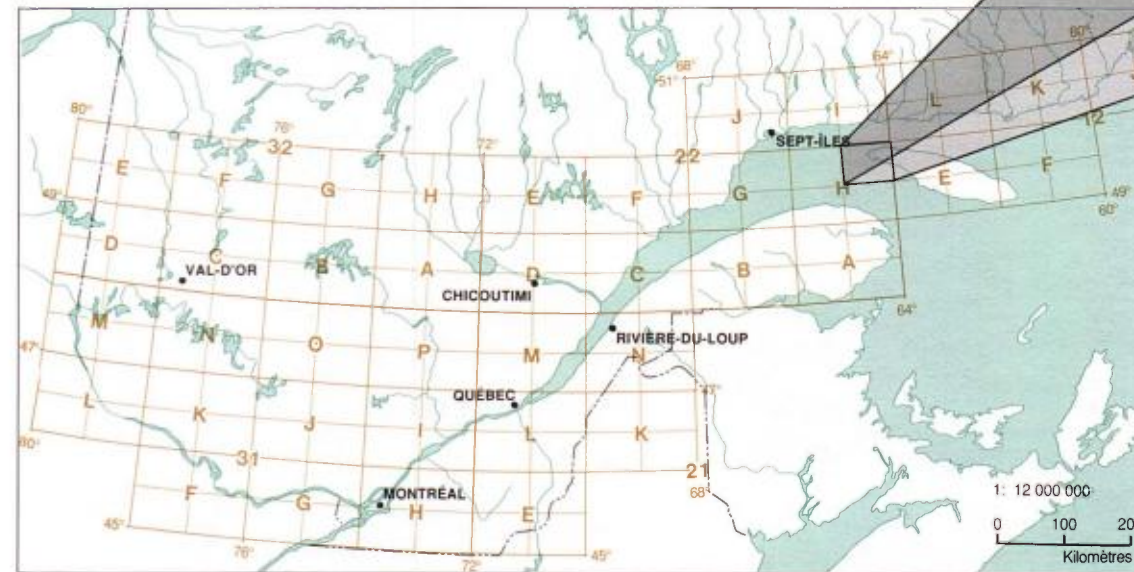 60°
64°
68°
51°
L
K
J
I
12
80°
76°
32
72°
SEPT-ÎLES
22
E
F
G
H
E
F
G
H
E
F
49°
49°
60°
D
C
B
A
D
C
B
A
VAL-D'OR
CHICOUTIMI
64°
M
N
O
P
M
N
RIVIÈRE-DU-LOUP
47°
QUÉBEC
L
K
J
I
L
K
80°
31
21
68°
F
G
H
E
MONTRÉAL
1: 12 000 000
45°
76°
72°
45°
0 100 20
Kilomètres